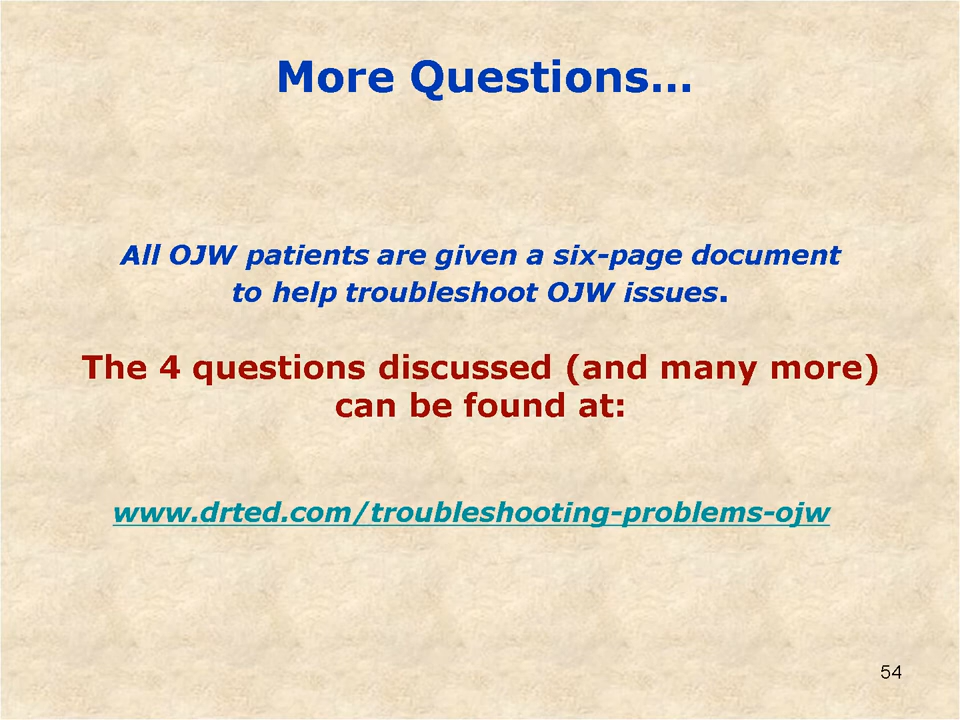 More Questions…
All OJW patients are given a six-page document
to help troubleshoot OJW issues.
The 4 questions discussed (and many more)
can be found at:
www.drted.com/troubleshooting-problems-ojw
54